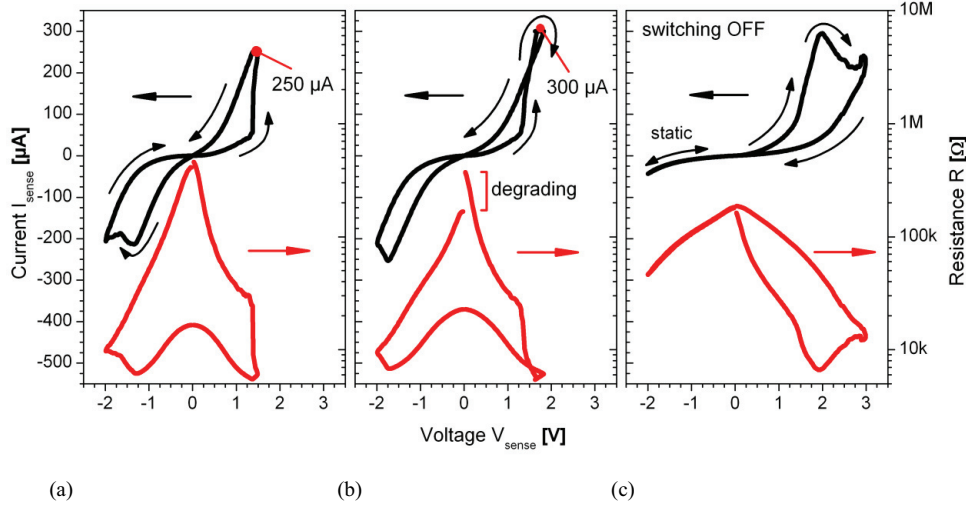 300
200
100
0
-100
-200
-300
-400
-500
Current I_sense [µA]
250 µA
-2 -1 0 1 2 3
300 µA
degrading
-2 -1 0 1 2 3
Voltage V_sense [V]
switching OFF
static
-2 -1 0 1 2 3
10M
1M
100k
10k
Resistance R [Ω]
(a) (b) (c)